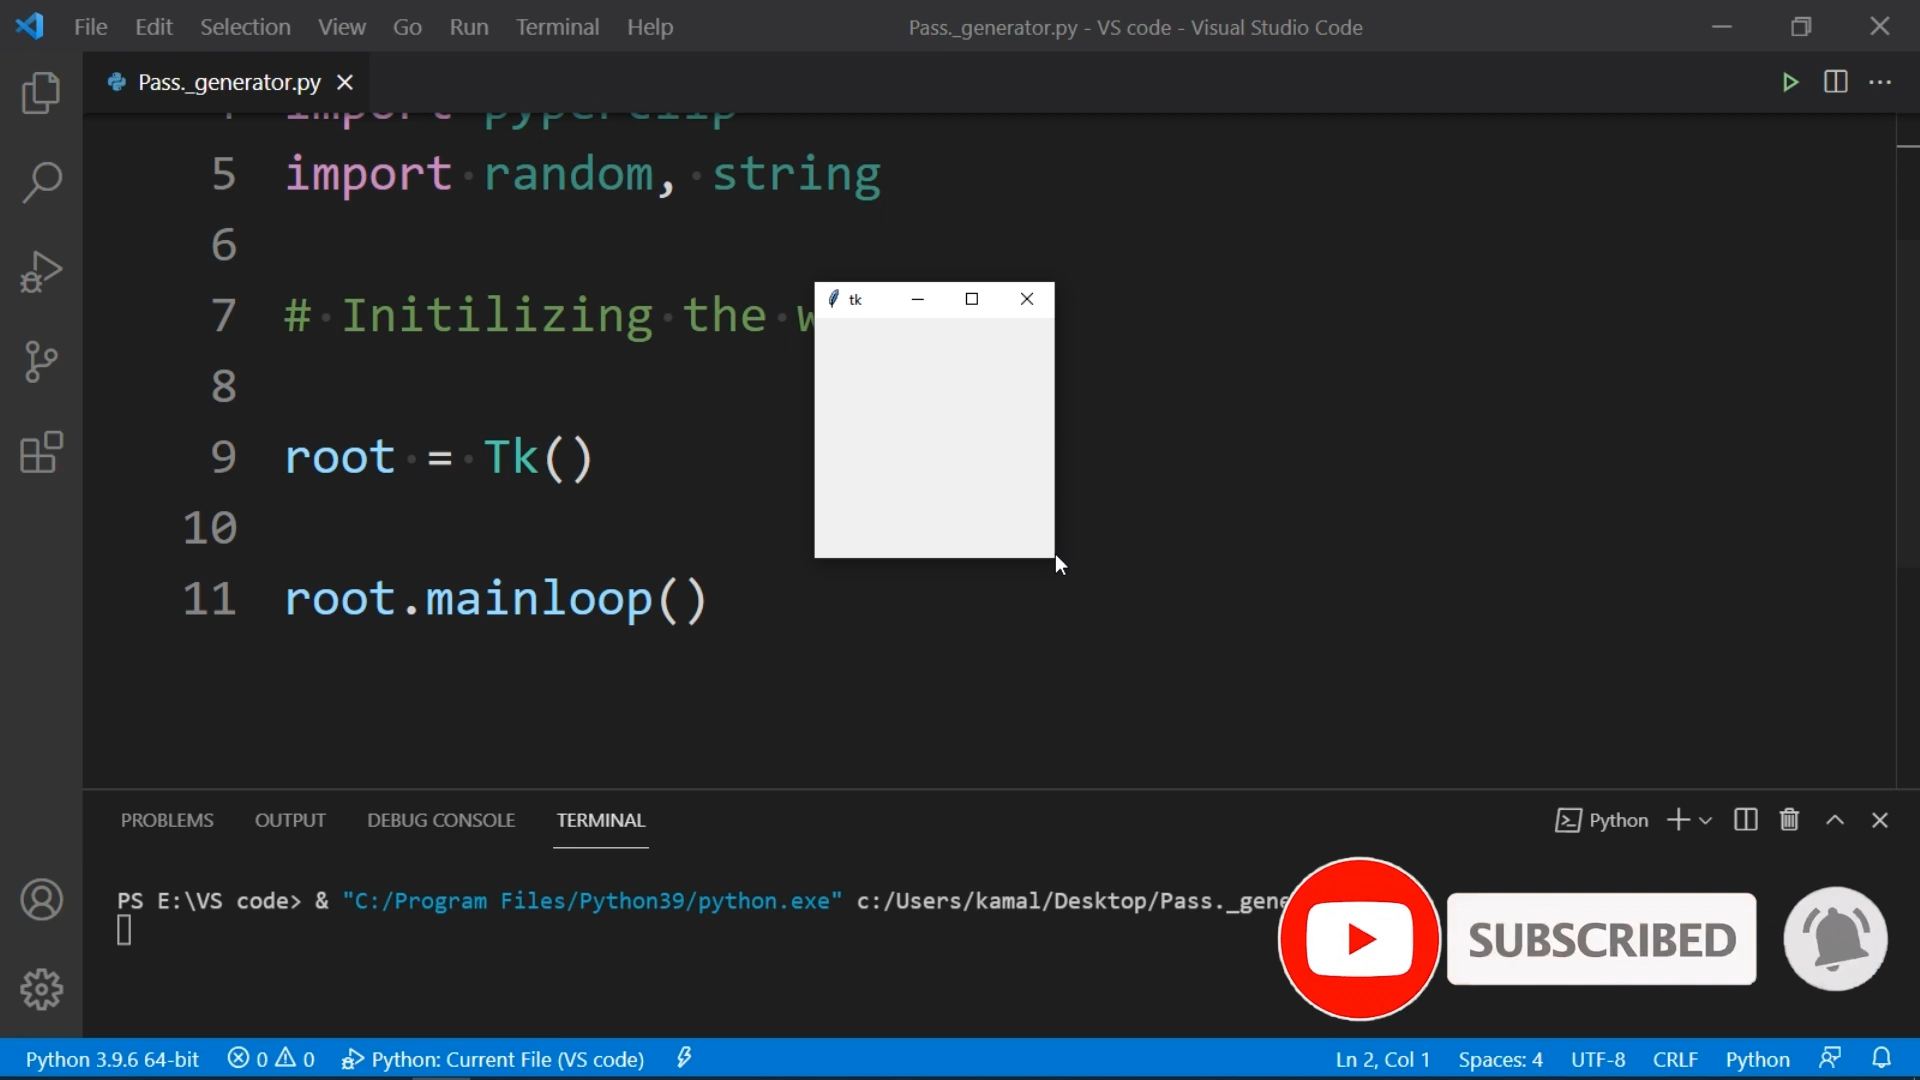 File Edit Selection View Go Run Terminal Help Pass._generator.py - VS code - Visual Studio Code
Pass._generator.py
4 import pyperclip
5 import random, string
6
7 # Initilizing the w
tk
8
9 root = Tk()
10
11 root.mainloop()
PROBLEMS OUTPUT DEBUG CONSOLE TERMINAL Python
PS E:\VS code> & "C:/Program Files/Python39/python.exe" c:/Users/kamal/Desktop/Pass._gene
SUBSCRIBED
Python 3.9.6 64-bit 0 0 Python: Current File (VS code) Ln 2, Col 1 Spaces: 4 UTF-8 CRLF Python